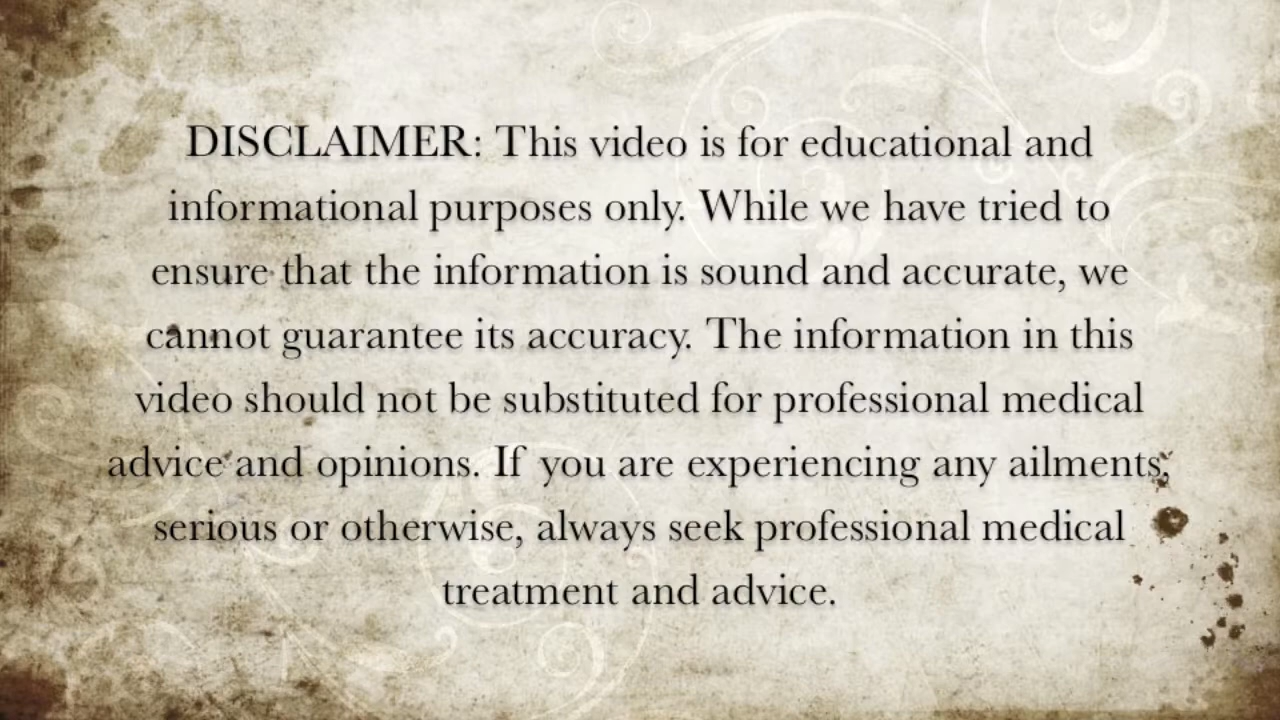 DISCLAIMER: This video is for educational and
informational purposes only. While we have tried to
ensure that the information is sound and accurate, we
cannot guarantee its accuracy. The information in this
video should not be substituted for professional medical
advice and opinions. If you are experiencing any ailments,
serious or otherwise, always seek professional medical
treatment and advice.